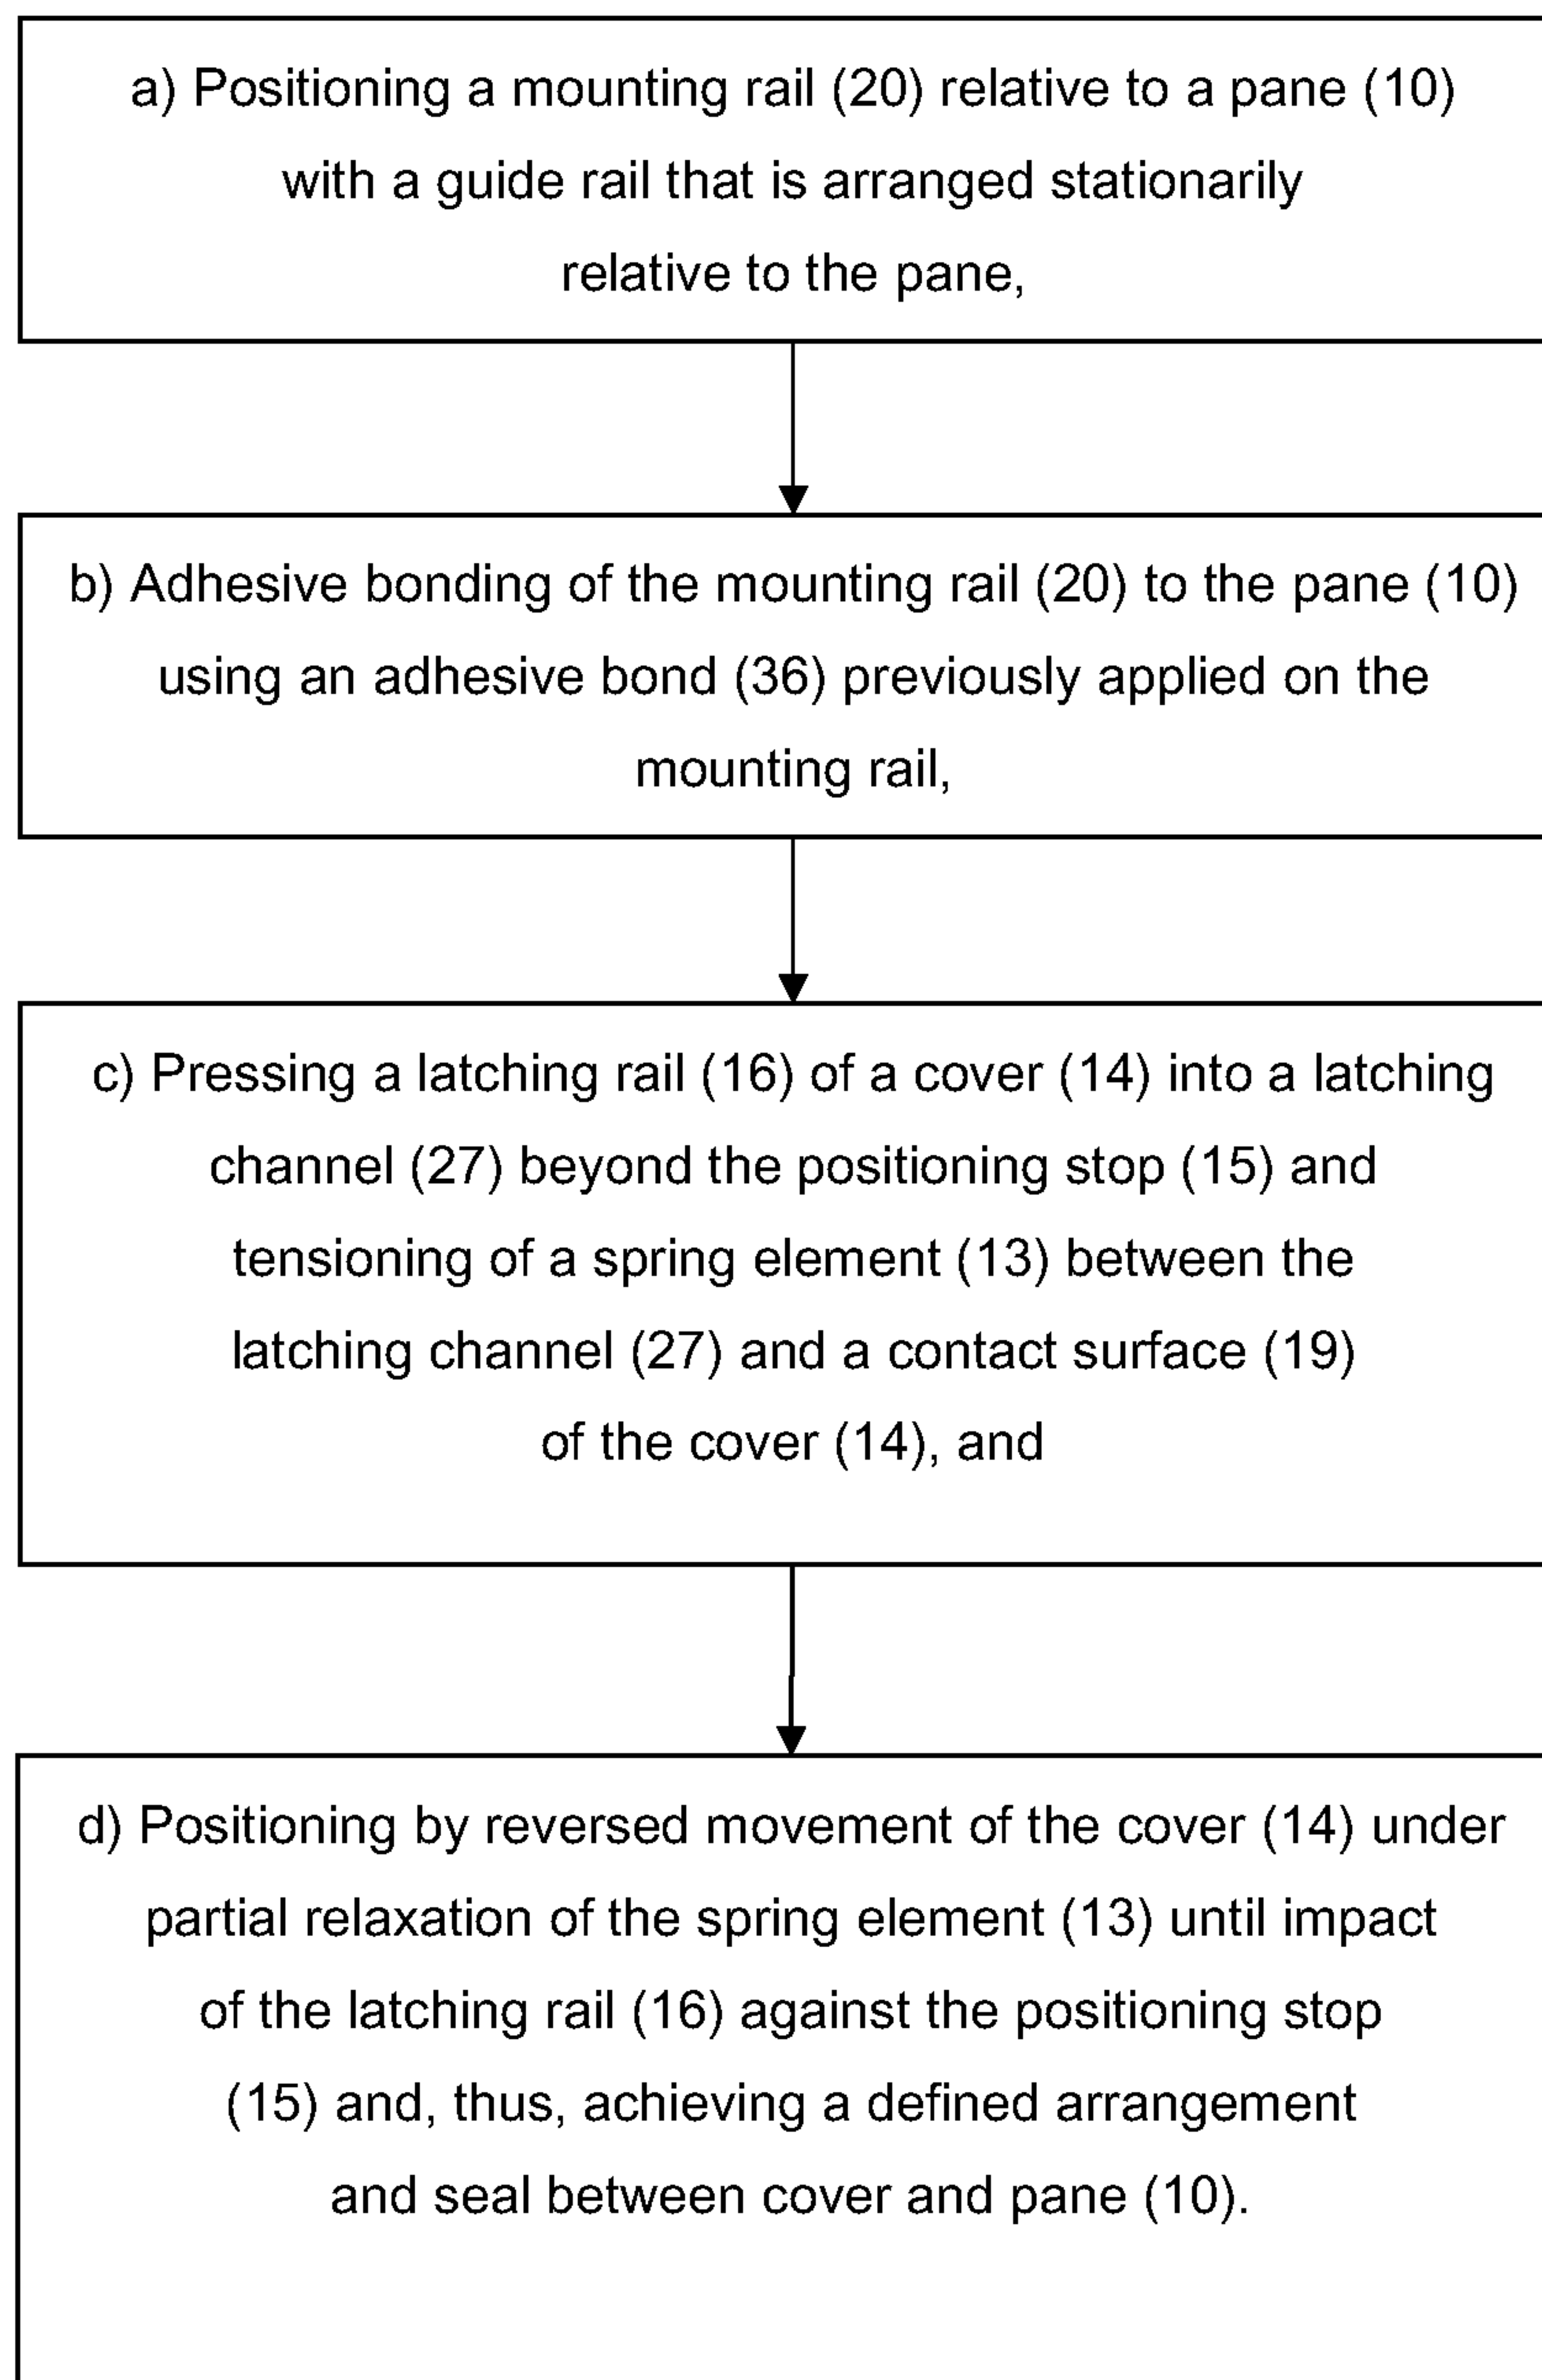 a) Positioning a mounting rail (20) relative to a pane (10)
with a guide rail that is arranged stationarily
relative to the pane,
b) Adhesive bonding of the mounting rail (20) to the pane (10)
using an adhesive bond (36) previously applied on the
mounting rail,
c) Pressing a latching rail (16) of a cover (14) into a latching
channel (27) beyond the positioning stop (15) and
tensioning of a spring element (13) between the
latching channel (27) and a contact surface (19)
of the cover (14), and
d) Positioning by reversed movement of the cover (14) under
partial relaxation of the spring element (13) until impact
of the latching rail (16) against the positioning stop
(15) and, thus, achieving a defined arrangement
and seal between cover and pane (10).